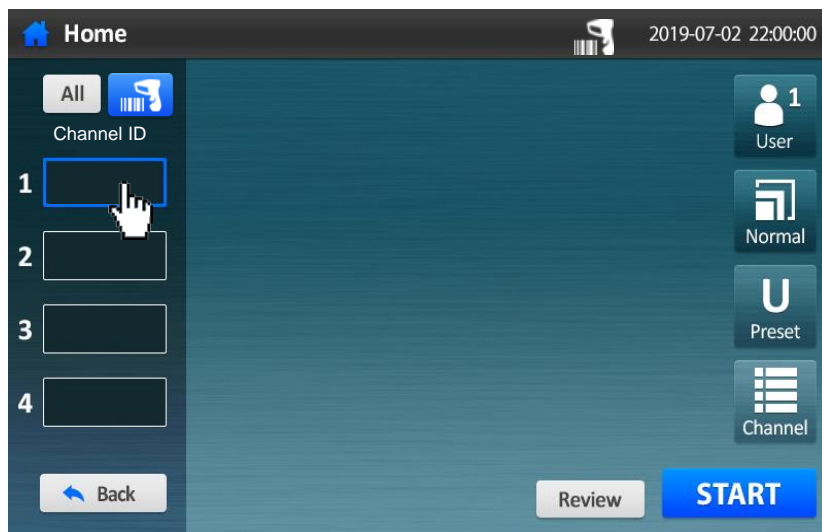 Home
2019-07-02 22:00:00
All
Channel ID
1
2
3
4
Back
1
User
Normal
U
Preset
Channel
Review
START